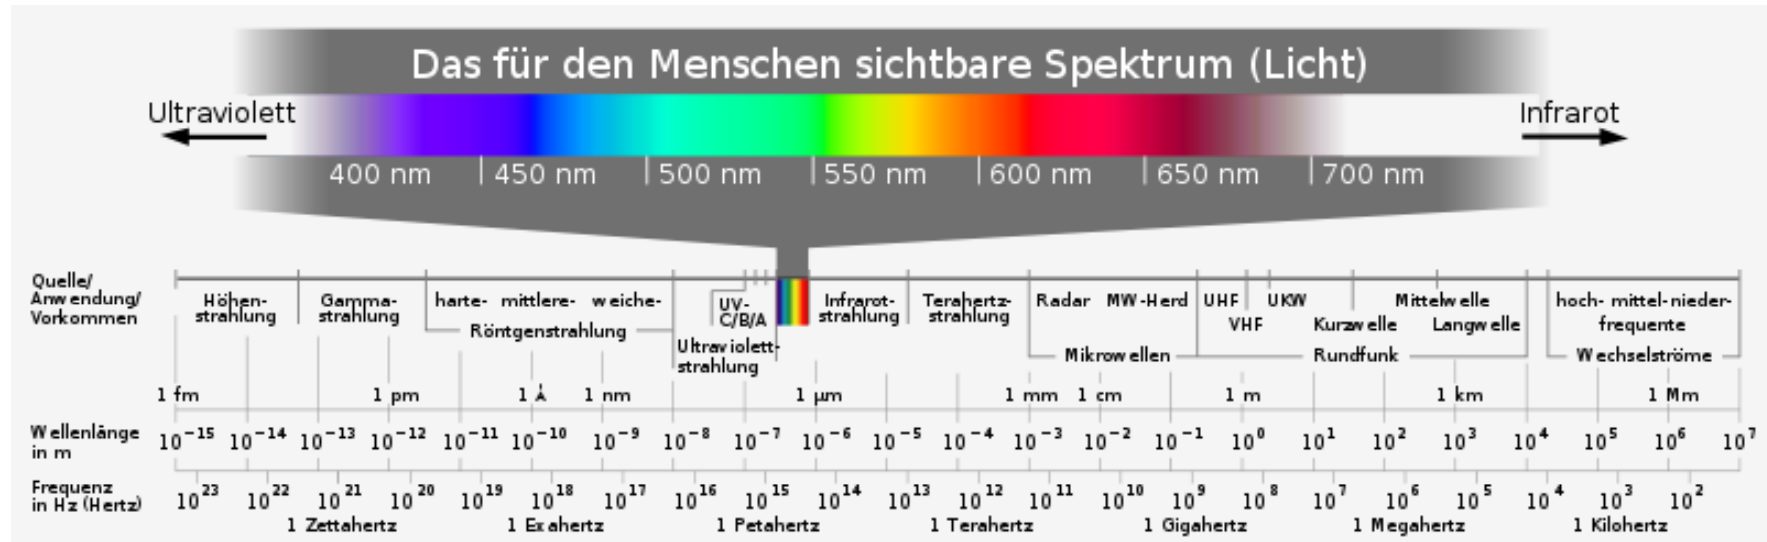 Das für den Menschen sichtbare Spektrum (Licht)
Ultraviolett
Infrarot
400 nm 450 nm 500 nm 550 nm 600 nm 650 nm 700 nm
Quelle/
Anwendung/
Vorkommen
Höhen-
strahlung
Gamma-
strahlung
harte- mittlere- weiche-
Röntgenstrahlung
UV-
C/B/A
Ultraviolett-
strahlung
Infrarot-
strahlung
Terahertz-
strahlung
Radar MW-Herd
Mikrowellen
UHF UKW Mittelwelle
VHF Kurzwelle Langwelle
Rundfunk
hoch- mittel- nieder-
frequente
Wechselströme
1 fm 1 pm 1 Å 1 nm 1 µm 1 mm 1 cm 1 m 1 km 1 Mm
Wellenlänge
in m
10⁻¹⁵ 10⁻¹⁴ 10⁻¹³ 10⁻¹² 10⁻¹¹ 10⁻¹⁰ 10⁻⁹ 10⁻⁸ 10⁻⁷ 10⁻⁶ 10⁻⁵ 10⁻⁴ 10⁻³ 10⁻² 10⁻¹ 10⁰ 10¹ 10² 10³ 10⁴ 10⁵ 10⁶ 10⁷
Frequenz
in Hz (Hertz)
10²³ 10²² 10²¹ 10²⁰ 10¹⁹ 10¹⁸ 10¹⁷ 10¹⁶ 10¹⁵ 10¹⁴ 10¹³ 10¹² 10¹¹ 10¹⁰ 10⁹ 10⁸ 10⁷ 10⁶ 10⁵ 10⁴ 10³ 10²
1 Zettahertz 1 Exahertz 1 Petahertz 1 Terahertz 1 Gigahertz 1 Megahertz 1 Kilohertz